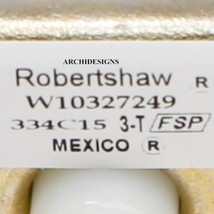 ARCHIDESIGNS
Robertshaw R
W10327249
334C15 3-T FSP
MEXICO ®